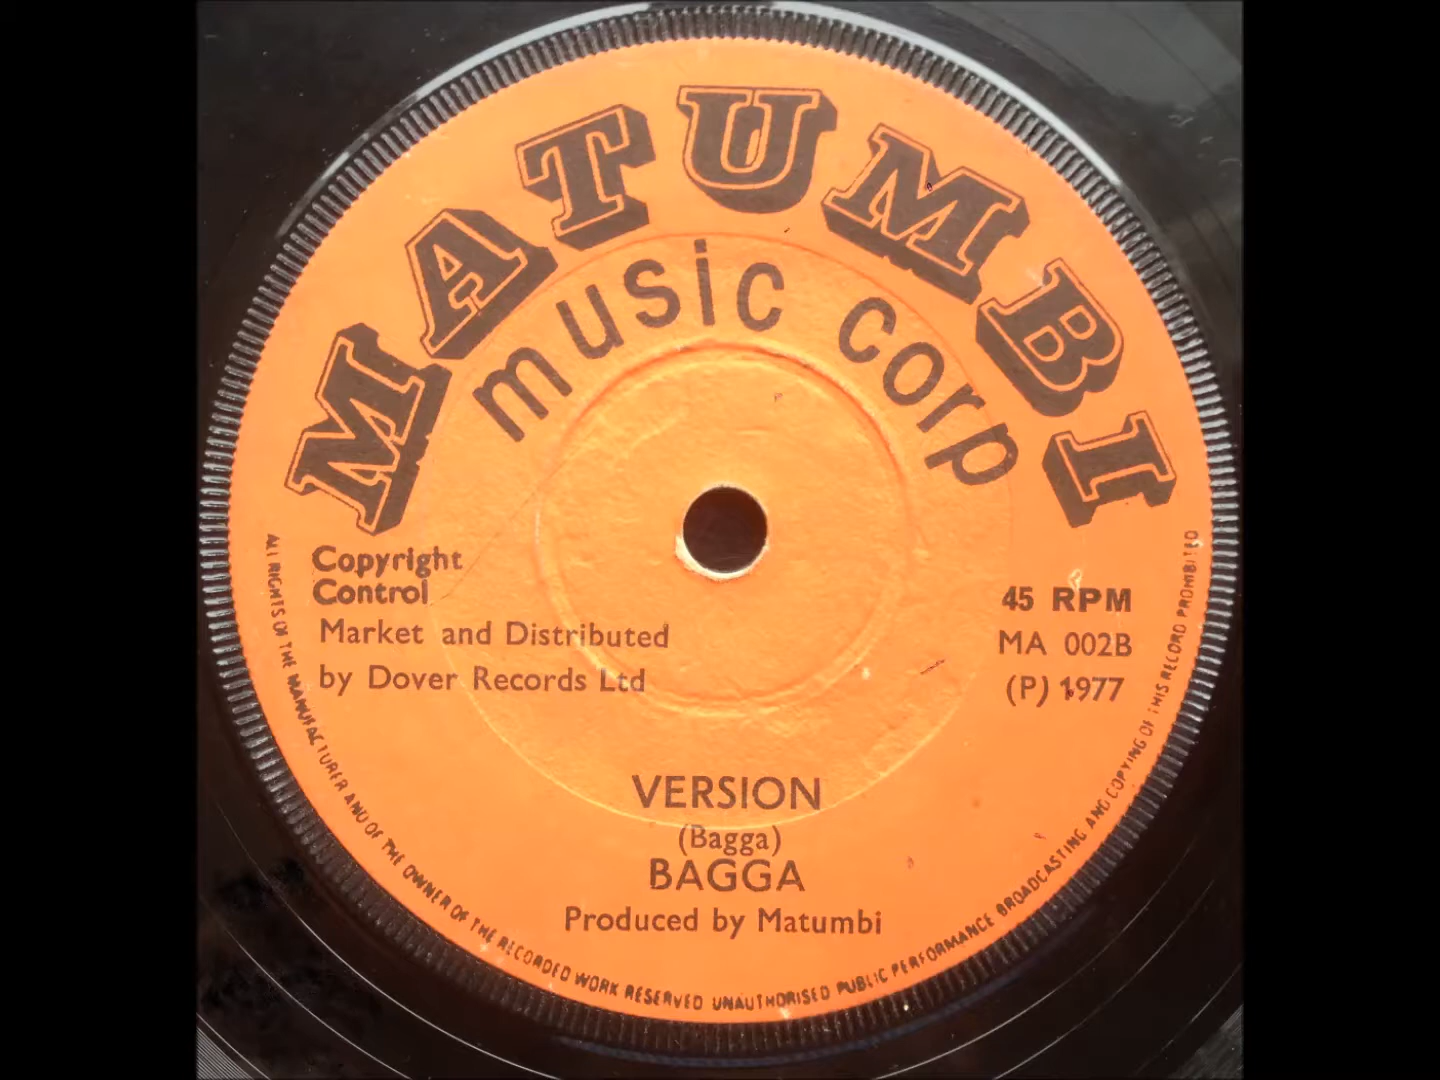 MATUMBI
music corp
Copyright
Control
Market and Distributed
by Dover Records Ltd
45 RPM
MA 002B
(P) 1977
VERSION
(Bagga)
BAGGA
Produced by Matumbi
ALL RIGHTS OF THE MANUFACTURER AND OF THE OWNER OF THE RECORDED WORK RESERVED UNAUTHORISED PUBLIC PERFORMANCE BROADCASTING AND COPYING OF THIS RECORD PROHIBITED